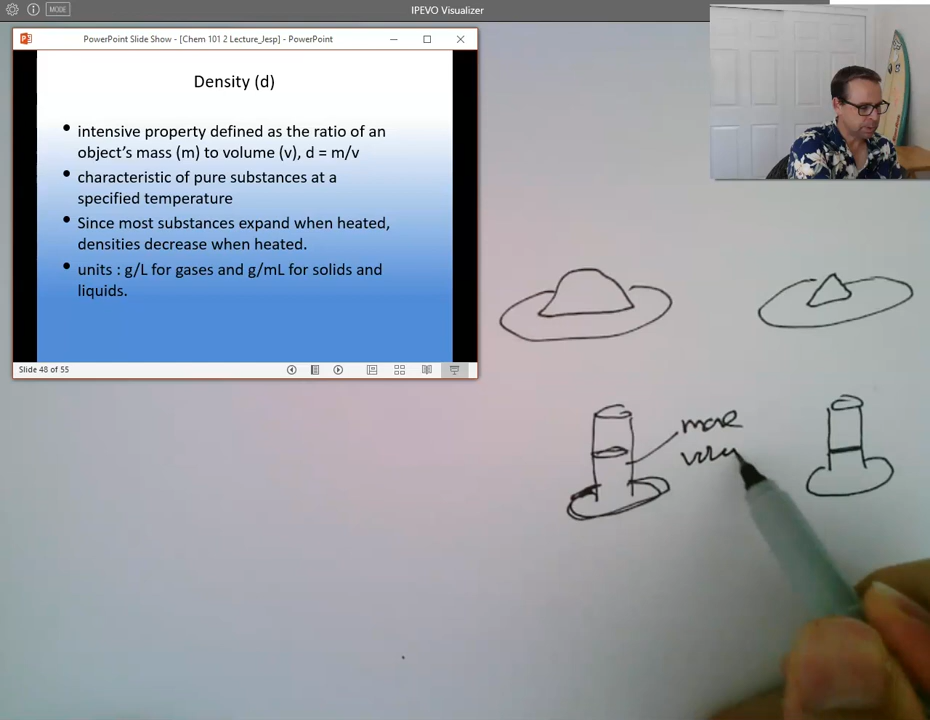 MODE
IPEVO Visualizer
PowerPoint Slide Show - [Chem 101 2 Lecture_Jesp] - PowerPoint
Density (d)
• intensive property defined as the ratio of an
object's mass (m) to volume (v), d = m/v
• characteristic of pure substances at a
specified temperature
• Since most substances expand when heated,
densities decrease when heated.
• units : g/L for gases and g/mL for solids and
liquids.
Slide 48 of 55
more